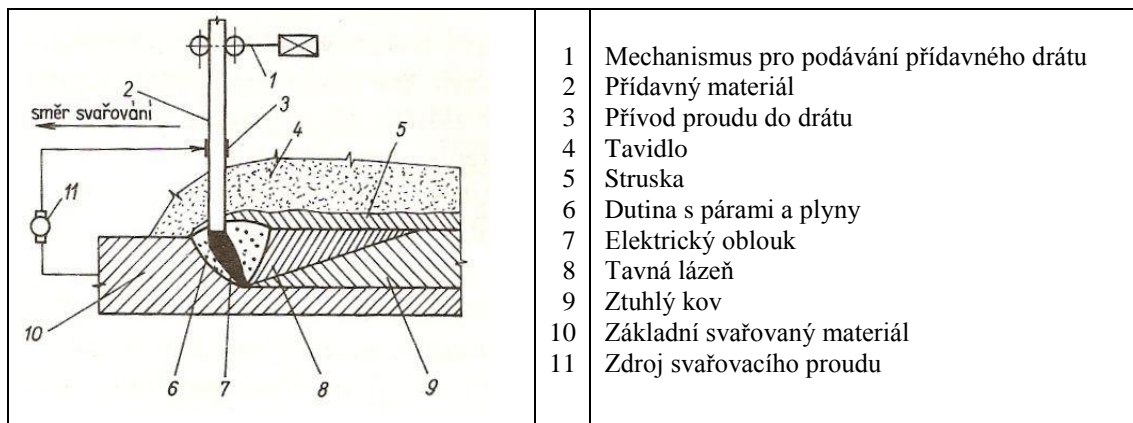 1
2
3
směr svařování
4
5
11
10
6
7
8
9
1 Mechanismus pro podávání přídavného drátu
2 Přídavný materiál
3 Přívod proudu do drátu
4 Tavidlo
5 Struska
6 Dutina s párami a plyny
7 Elektrický oblouk
8 Tavná lázeň
9 Ztuhlý kov
10 Základní svařovaný materiál
11 Zdroj svařovacího proudu